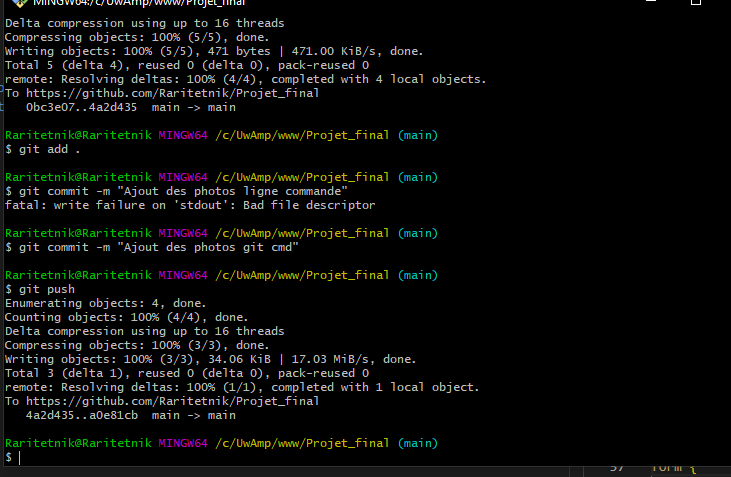 MINGW64:/c/UwAmp/www/Projet_final
Delta compression using up to 16 threads
Compressing objects: 100% (5/5), done.
Writing objects: 100% (5/5), 471 bytes | 471.00 KiB/s, done.
Total 5 (delta 4), reused 0 (delta 0), pack-reused 0
remote: Resolving deltas: 100% (4/4), completed with 4 local objects.
To https://github.com/Raritetnik/Projet_final
   0bc3e07..4a2d435  main -> main

Raritetnik@Raritetnik MINGW64 /c/UwAmp/www/Projet_final (main)
$ git add .

Raritetnik@Raritetnik MINGW64 /c/UwAmp/www/Projet_final (main)
$ git commit -m "Ajout des photos ligne commande"
fatal: write failure on 'stdout': Bad file descriptor

Raritetnik@Raritetnik MINGW64 /c/UwAmp/www/Projet_final (main)
$ git commit -m "Ajout des photos git cmd"

Raritetnik@Raritetnik MINGW64 /c/UwAmp/www/Projet_final (main)
$ git push
Enumerating objects: 4, done.
Counting objects: 100% (4/4), done.
Delta compression using up to 16 threads
Compressing objects: 100% (3/3), done.
Writing objects: 100% (3/3), 34.06 KiB | 17.03 MiB/s, done.
Total 3 (delta 1), reused 0 (delta 0), pack-reused 0
remote: Resolving deltas: 100% (1/1), completed with 1 local object.
To https://github.com/Raritetnik/Projet_final
   4a2d435..a0e81cb  main -> main

Raritetnik@Raritetnik MINGW64 /c/UwAmp/www/Projet_final (main)
$
form {